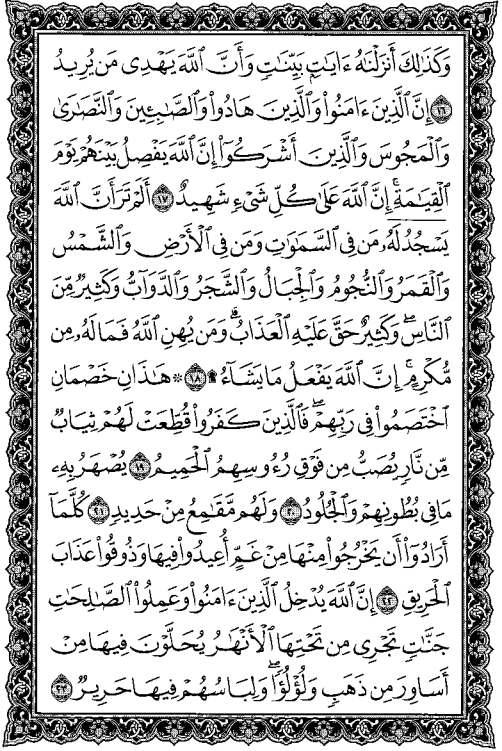 وَكَذَٰلِكَ أَنزَلْنَٰهُ ءَايَٰتٍۭ بَيِّنَٰتٍ وَأَنَّ ٱللَّهَ يَهْدِى مَن يُرِيدُ
١٦ إِنَّ ٱلَّذِينَ ءَامَنُوا۟ وَٱلَّذِينَ هَادُوا۟ وَٱلصَّٰبِـِٔينَ وَٱلنَّصَٰرَىٰ
وَٱلْمَجُوسَ وَٱلَّذِينَ أَشْرَكُوٓا۟ إِنَّ ٱللَّهَ يَفْصِلُ بَيْنَهُمْ يَوْمَ
ٱلْقِيَٰمَةِ ۚ إِنَّ ٱللَّهَ عَلَىٰ كُلِّ شَىْءٍ شَهِيدٌ ١٧ أَلَمْ تَرَ أَنَّ ٱللَّهَ
يَسْجُدُ لَهُۥ مَن فِى ٱلسَّمَٰوَٰتِ وَمَن فِى ٱلْأَرْضِ وَٱلشَّمْسُ
وَٱلْقَمَرُ وَٱلنُّجُومُ وَٱلْجِبَالُ وَٱلشَّجَرُ وَٱلدَّوَآبُّ وَكَثِيرٌ مِّنَ
ٱلنَّاسِ ۖ وَكَثِيرٌ حَقَّ عَلَيْهِ ٱلْعَذَابُ ۗ وَمَن يُهِنِ ٱللَّهُ فَمَا لَهُۥ مِن
مُّكْرِمٍ ۚ إِنَّ ٱللَّهَ يَفْعَلُ مَا يَشَآءُ ۩ ١٨ ۞ هَٰذَانِ خَصْمَانِ
ٱخْتَصَمُوا۟ فِى رَبِّهِمْ ۖ فَٱلَّذِينَ كَفَرُوا۟ قُطِّعَتْ لَهُمْ ثِيَابٌ
مِّن نَّارٍ يُصَبُّ مِن فَوْقِ رُءُوسِهِمُ ٱلْحَمِيمُ ١٩ يُصْهَرُ بِهِۦ
مَا فِى بُطُونِهِمْ وَٱلْجُلُودُ ٢٠ وَلَهُم مَّقَٰمِعُ مِنْ حَدِيدٍ ٢١ كُلَّمَآ
أَرَادُوٓا۟ أَن يَخْرُجُوا۟ مِنْهَا مِنْ غَمٍّ أُعِيدُوا۟ فِيهَا وَذُوقُوا۟ عَذَابَ
ٱلْحَرِيقِ ٢٢ إِنَّ ٱللَّهَ يُدْخِلُ ٱلَّذِينَ ءَامَنُوا۟ وَعَمِلُوا۟ ٱلصَّٰلِحَٰتِ
جَنَّٰتٍ تَجْرِى مِن تَحْتِهَا ٱلْأَنْهَٰرُ يُحَلَّوْنَ فِيهَا مِنْ
أَسَاوِرَ مِن ذَهَبٍ وَلُؤْلُؤًا ۖ وَلِبَاسُهُمْ فِيهَا حَرِيرٌ ٢٣